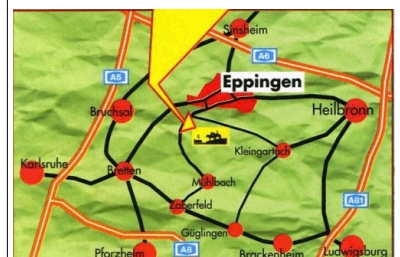 Sinsheim
A6
A5
Eppingen
Bruchsal
Heilbronn
Kleingartach
Karlsruhe
Bretten
Mühlbach
A81
Zaberfeld
Güglingen
A8
Pforzheim
Brackenheim
Ludwigsburg